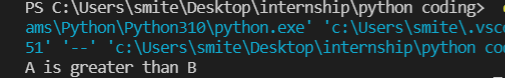 PS C:\Users\smite\Desktop\internship\python coding>
ams\Python\Python310\python.exe' 'c:\Users\smite\.vsc
51' '--' 'c:\Users\smite\Desktop\internship\python co
A is greater than B